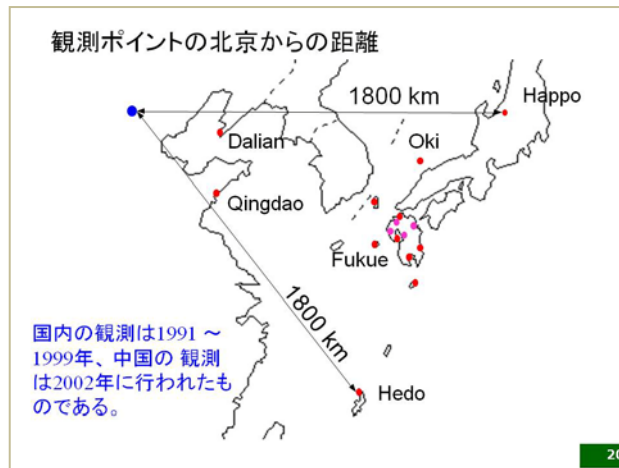 観測ポイントの北京からの距離
1800 km
Happo
Dalian
Oki
Qingdao
Fukue
1800 km
国内の観測は1991 ～
1999年、中国の 観測
は2002年に行われたも
のである。
Hedo
20